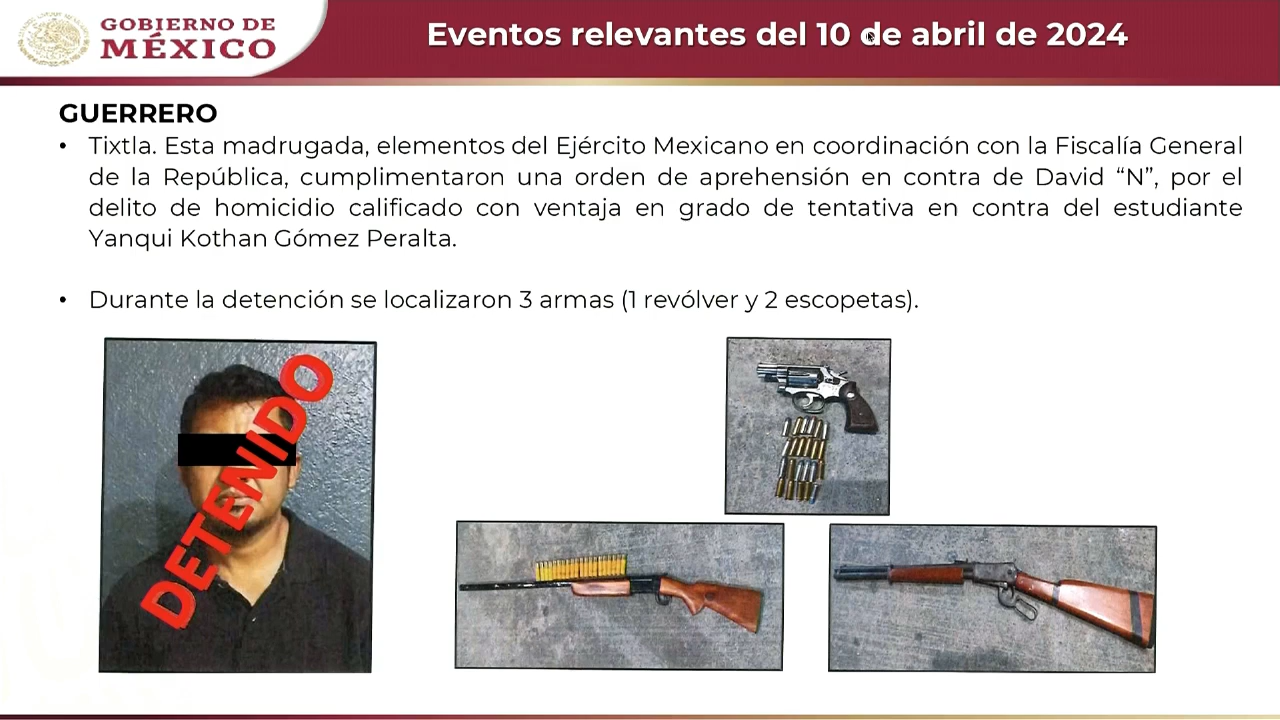 GOBIERNO DE
MÉXICO
Eventos relevantes del 10 de abril de 2024
GUERRERO
• Tixtla. Esta madrugada, elementos del Ejército Mexicano en coordinación con la Fiscalía General
de la República, cumplimentaron una orden de aprehensión en contra de David “N”, por el
delito de homicidio calificado con ventaja en grado de tentativa en contra del estudiante
Yanqui Kothan Gómez Peralta.
• Durante la detención se localizaron 3 armas (1 revólver y 2 escopetas).
DETENIDO